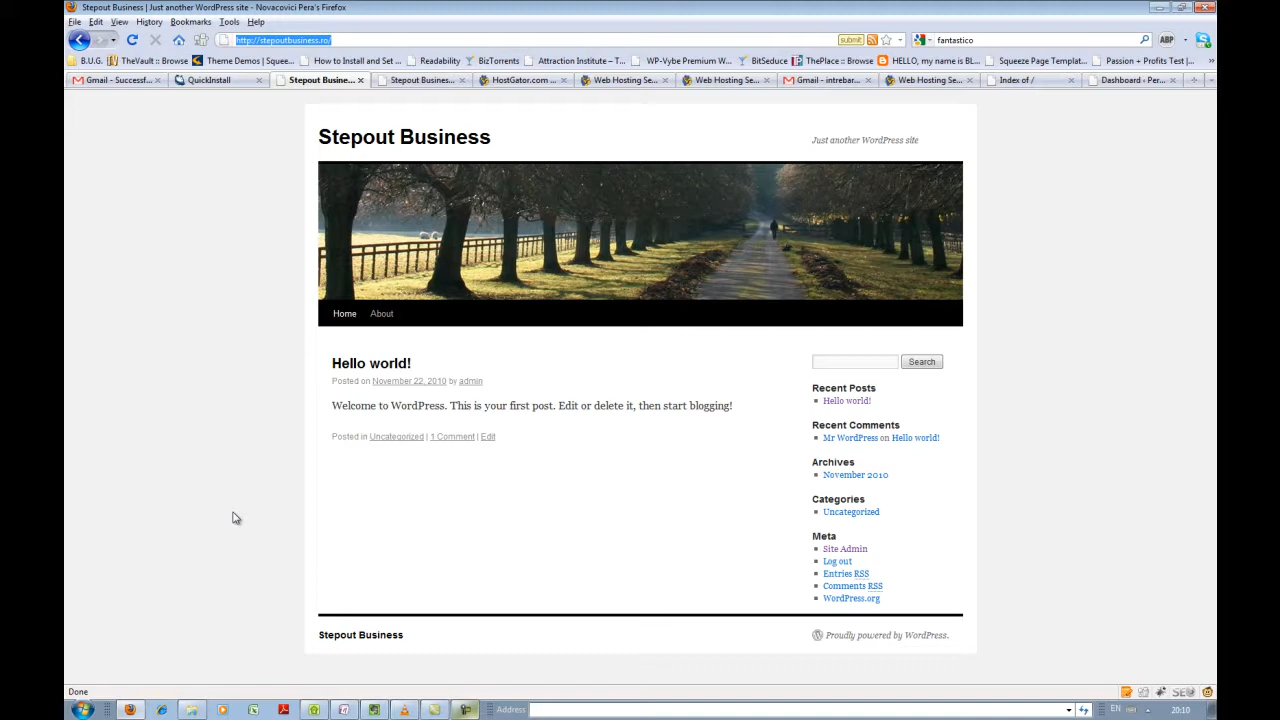 Stepout Business | Just another WordPress site - Novacovici Pera's Firefox
File Edit View History Bookmarks Tools Help
http://stepoutbusiness.ro/ submit fantastico ABP
B.U.G. TheVault :: Browse Theme Demos | Squee... How to Install and Set ... Readability BizTorrents Attraction Institute – T... WP-Vybe Premium W... BitSeduce ThePlace :: Browse HELLO, my name is BL... Squeeze Page Templat... Passion + Profits Test |... »
Gmail - Successf... QuickInstall Stepout Busine... Stepout Busines... HostGator.com ... Web Hosting Se... Web Hosting Se... Gmail - intrebar... Web Hosting Se... Index of / Dashboard ‹ Per...
Stepout Business
Just another WordPress site
Home About
Hello world!
Posted on November 22, 2010 by admin
Welcome to WordPress. This is your first post. Edit or delete it, then start blogging!
Posted in Uncategorized | 1 Comment | Edit
Search
Recent Posts
Hello world!
Recent Comments
Mr WordPress on Hello world!
Archives
November 2010
Categories
Uncategorized
Meta
Site Admin
Log out
Entries RSS
Comments RSS
WordPress.org
Stepout Business
Proudly powered by WordPress.
Done
Address EN 20:10